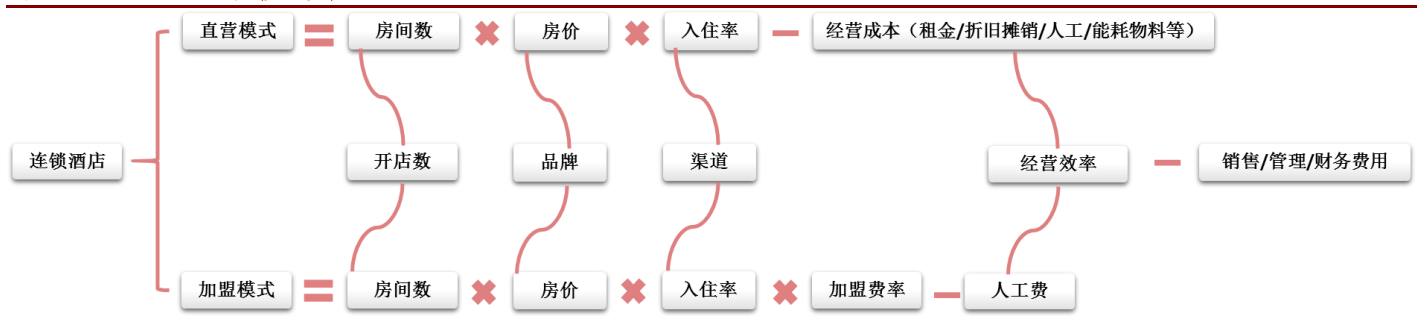 直营模式 = 房间数 × 房价 × 入住率 － 经营成本（租金/折旧摊销/人工/能耗物料等）
连锁酒店 开店数 品牌 渠道 经营效率 － 销售/管理/财务费用
加盟模式 = 房间数 × 房价 × 入住率 × 加盟费率 － 人工费